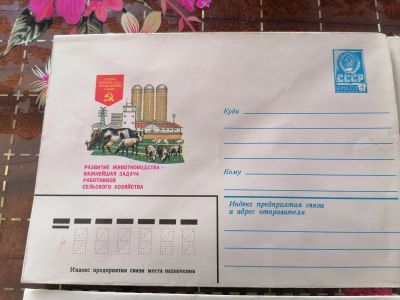 СССР
Куда
РАЗВИТИЕ ЖИВОТНОВОДСТВА –
ВАЖНЕЙШАЯ ЗАДАЧА
РАБОТНИКОВ
СЕЛЬСКОГО ХОЗЯЙСТВА
Кому
Индекс предприятия связи
и адрес отправителя
Индекс предприятия связи места назначения